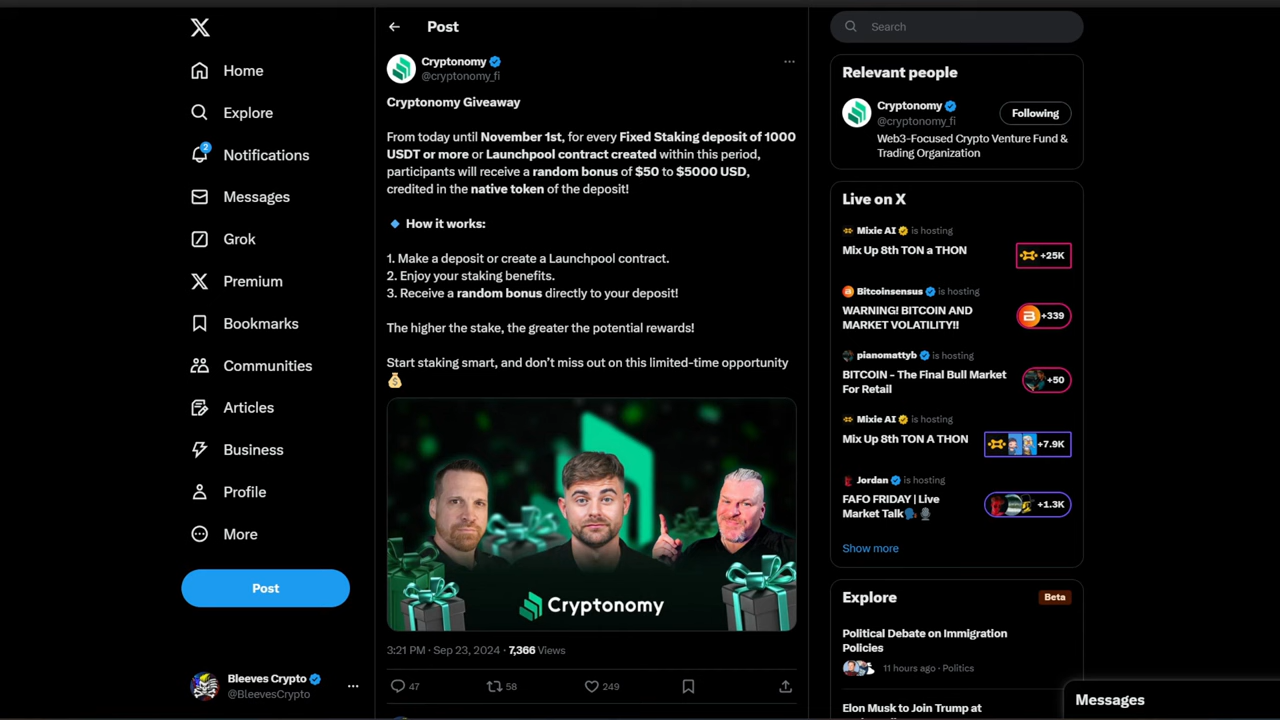 Home
Explore
2
Notifications
Messages
Grok
Premium
Bookmarks
Communities
Articles
Business
Profile
More
Post
Bleeves Crypto
@BleevesCrypto
Post
Cryptonomy
@cryptonomy_fi
Cryptonomy Giveaway
From today until November 1st, for every Fixed Staking deposit of 1000
USDT or more or Launchpool contract created within this period,
participants will receive a random bonus of $50 to $5000 USD,
credited in the native token of the deposit!
How it works:
1. Make a deposit or create a Launchpool contract.
2. Enjoy your staking benefits.
3. Receive a random bonus directly to your deposit!
The higher the stake, the greater the potential rewards!
Start staking smart, and don’t miss out on this limited-time opportunity
Cryptonomy
3:21 PM · Sep 23, 2024 · 7,366 Views
47 58 249
Search
Relevant people
Cryptonomy
@cryptonomy_fi
Following
Web3-Focused Crypto Venture Fund &
Trading Organization
Live on X
Mixie AI is hosting
Mix Up 8th TON a THON
+25K
Bitcoinsensus is hosting
WARNING! BITCOIN AND
MARKET VOLATILITY!!
+339
pianomattyb is hosting
BITCOIN - The Final Bull Market
For Retail
+50
Mixie AI is hosting
Mix Up 8th TON A THON
+7.9K
Jordan is hosting
FAFO FRIDAY | Live
Market Talk
+1.3K
Show more
Explore
Beta
Political Debate on Immigration
Policies
11 hours ago · Politics
Elon Musk to Join Trump at
Messages